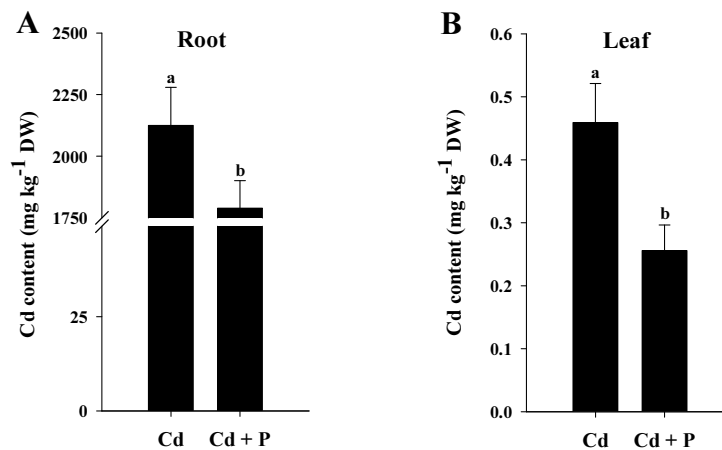 A
Root
Cd content (mg kg⁻¹ DW)
2500
2250
2000
1750
25
0
a
b
Cd
Cd + P
B
Leaf
Cd content (mg kg⁻¹ DW)
0.6
0.5
0.4
0.3
0.2
0.1
0.0
a
b
Cd
Cd + P